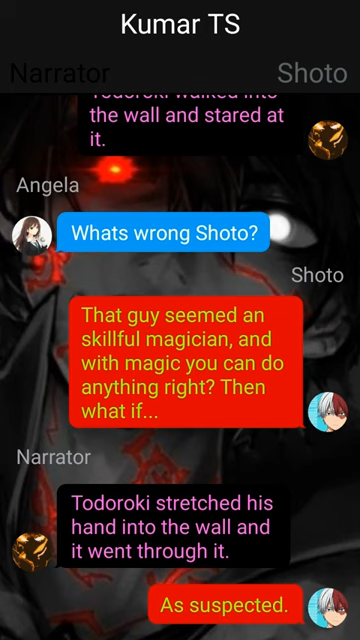 Kumar TS
Narrator
Shoto
Todoroki walked into
the wall and stared at
it.
Angela
Whats wrong Shoto?
Shoto
That guy seemed an
skillful magician, and
with magic you can do
anything right? Then
what if...
Narrator
Todoroki stretched his
hand into the wall and
it went through it.
As suspected.